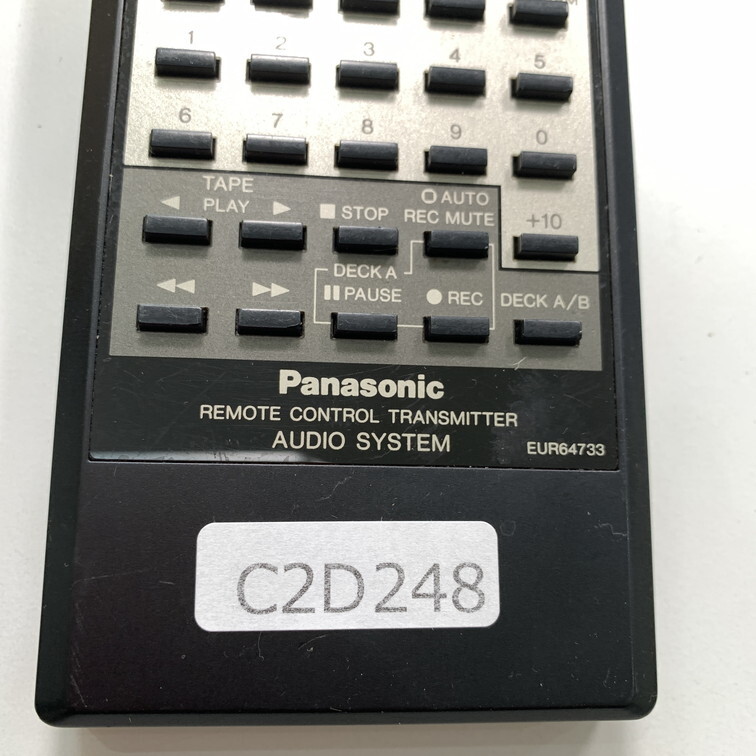 1 2 3 4 5
6 7 8 9 0
TAPE
PLAY
STOP
AUTO
REC MUTE
+10
DECK A
PAUSE
REC
DECK A/B
Panasonic
REMOTE CONTROL TRANSMITTER
AUDIO SYSTEM
EUR64733
C2D248